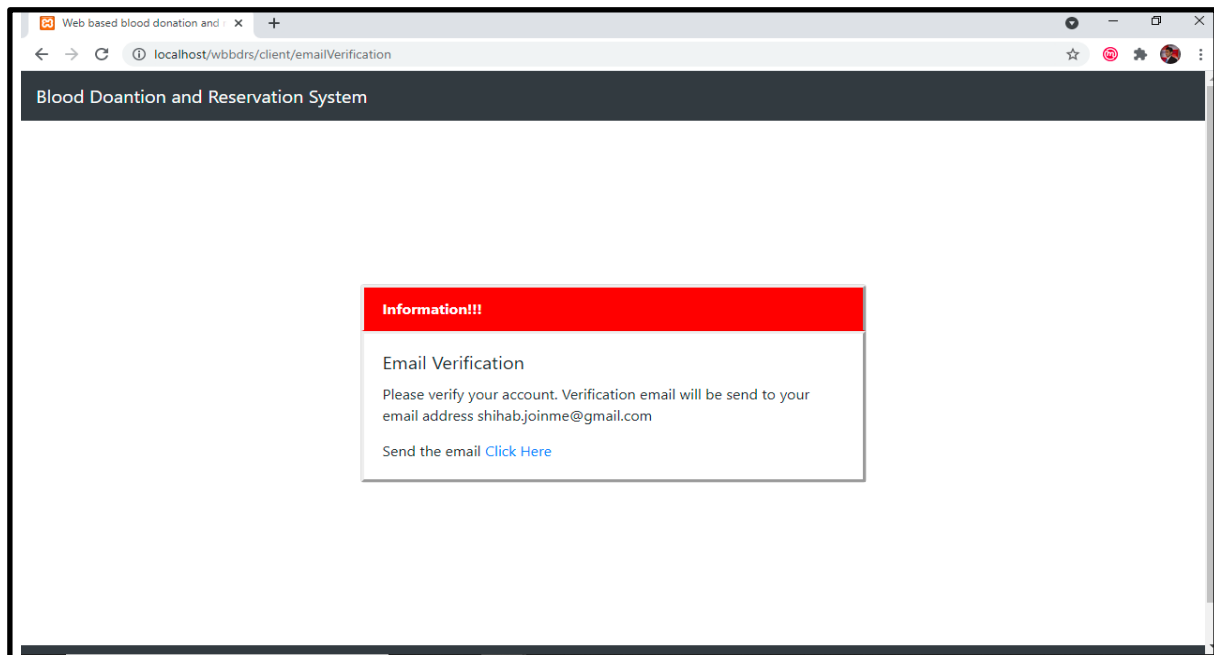 Web based blood donation and
localhost/wbbdrs/client/emailVerification
Blood Doantion and Reservation System
Information!!!
Email Verification
Please verify your account. Verification email will be send to your
email address shihab.joinme@gmail.com
Send the email Click Here